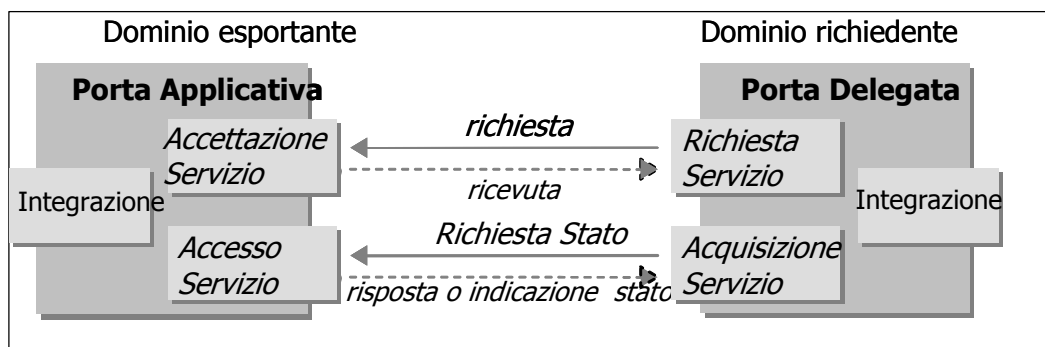 Dominio esportante
Dominio richiedente
Porta Applicativa
Porta Delegata
Accettazione
Servizio
richiesta
Richiesta
Servizio
ricevuta
Integrazione
Integrazione
Accesso
Servizio
Richiesta Stato
Acquisizione
Servizio
risposta o indicazione stato